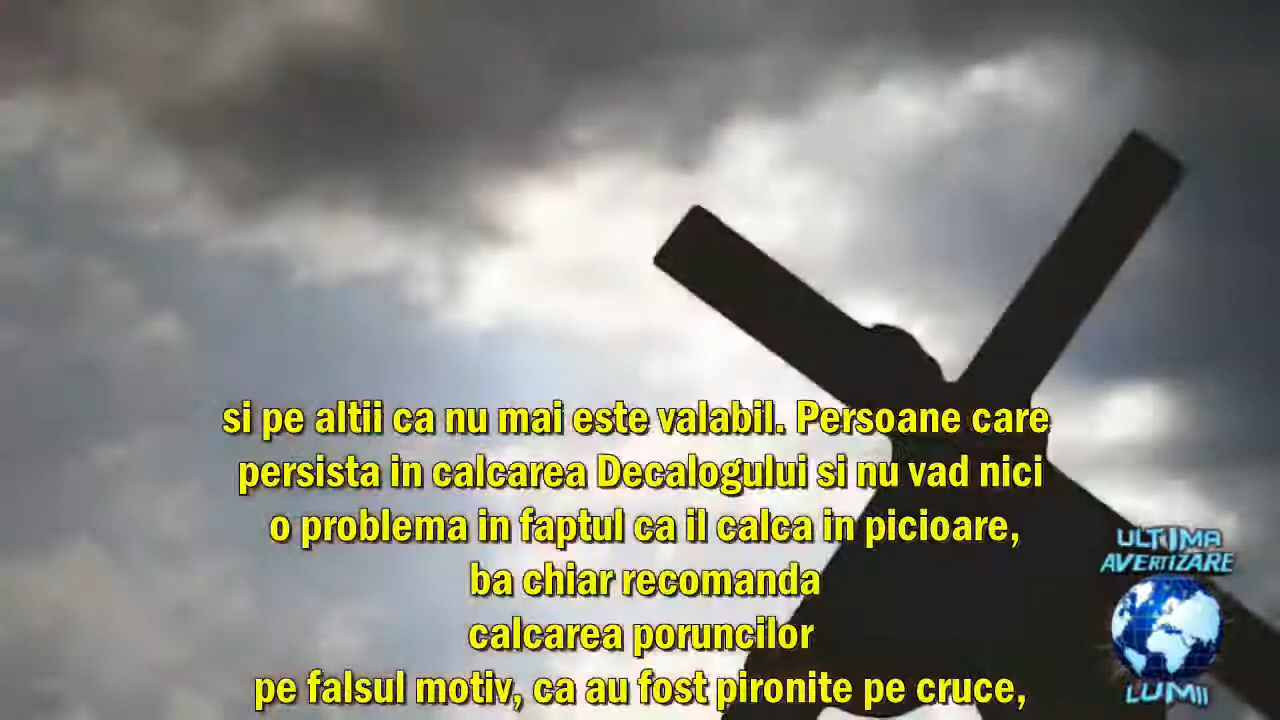 si pe altii ca nu mai este valabil. Persoane care
persista in calcarea Decalogului si nu vad nici
o problema in faptul ca il calca in picioare,
ba chiar recomanda
calcarea poruncilor
pe falsul motiv, ca au fost pironite pe cruce,
ULTIMA
AVERTIZARE
LUMII